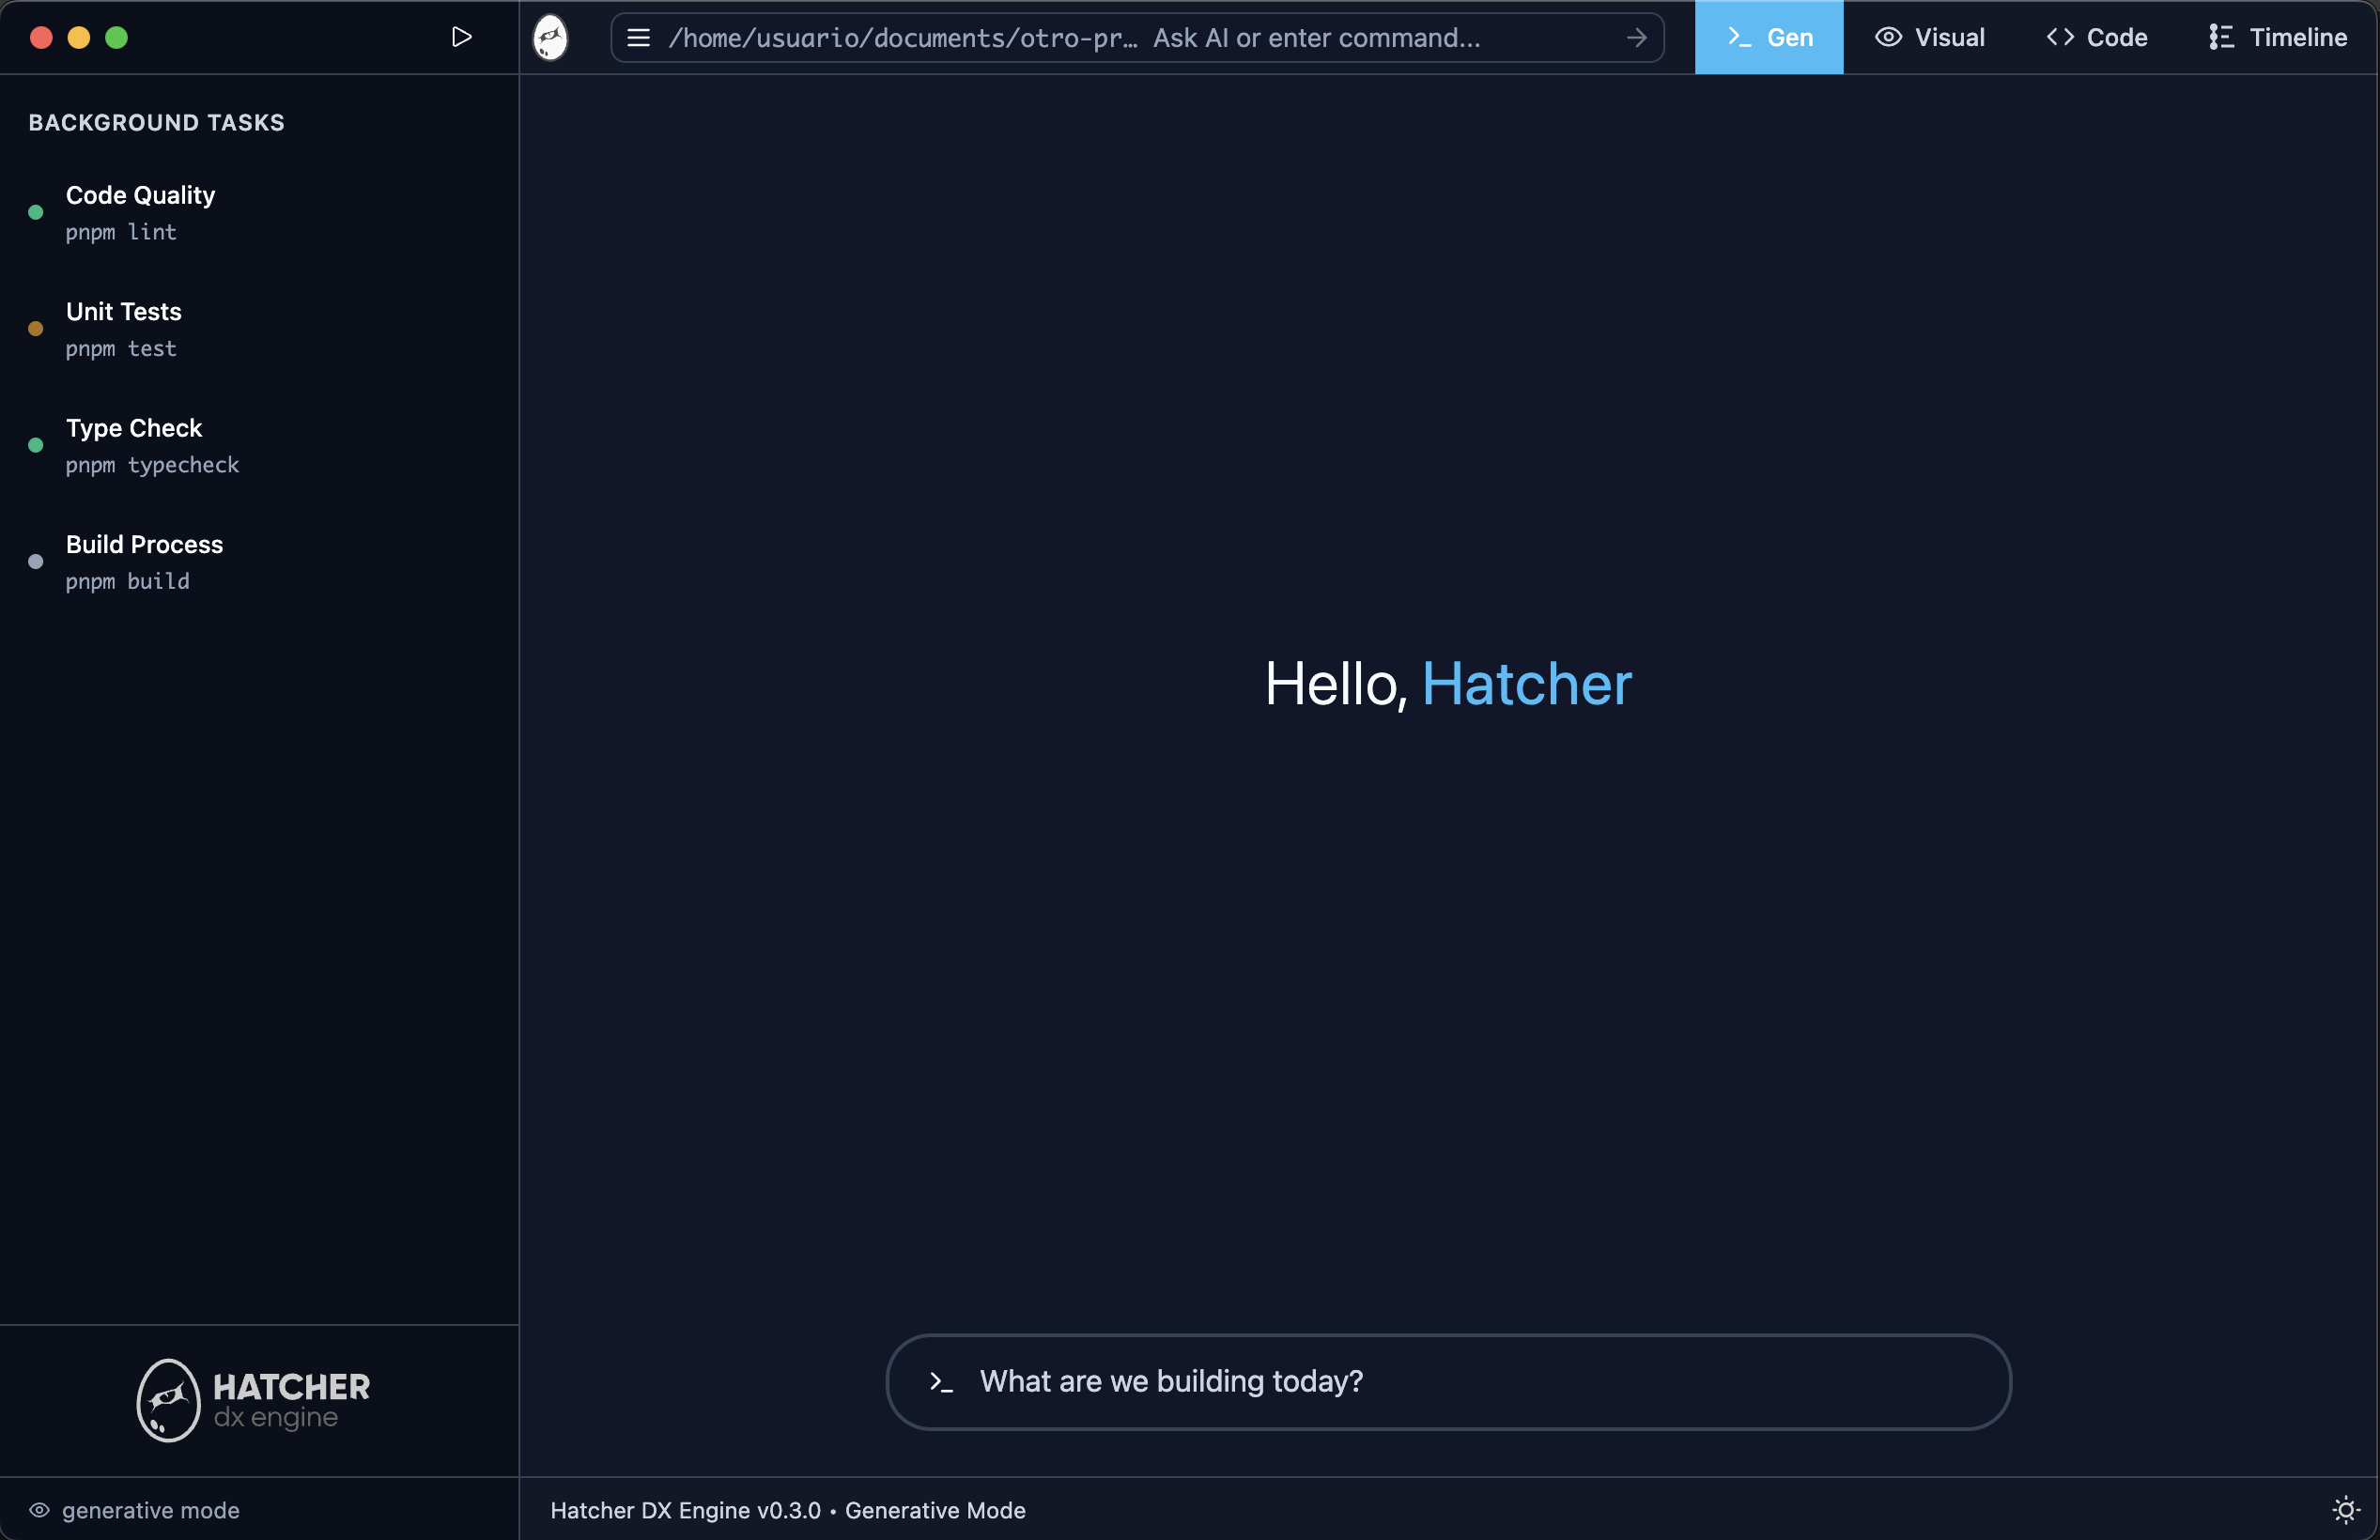 /home/usuario/documents/otro-pr… Ask AI or enter command...
Gen
Visual
Code
Timeline
BACKGROUND TASKS
Code Quality
pnpm lint
Unit Tests
pnpm test
Type Check
pnpm typecheck
Build Process
pnpm build
Hello, Hatcher
What are we building today?
HATCHER
dx engine
generative mode
Hatcher DX Engine v0.3.0 • Generative Mode